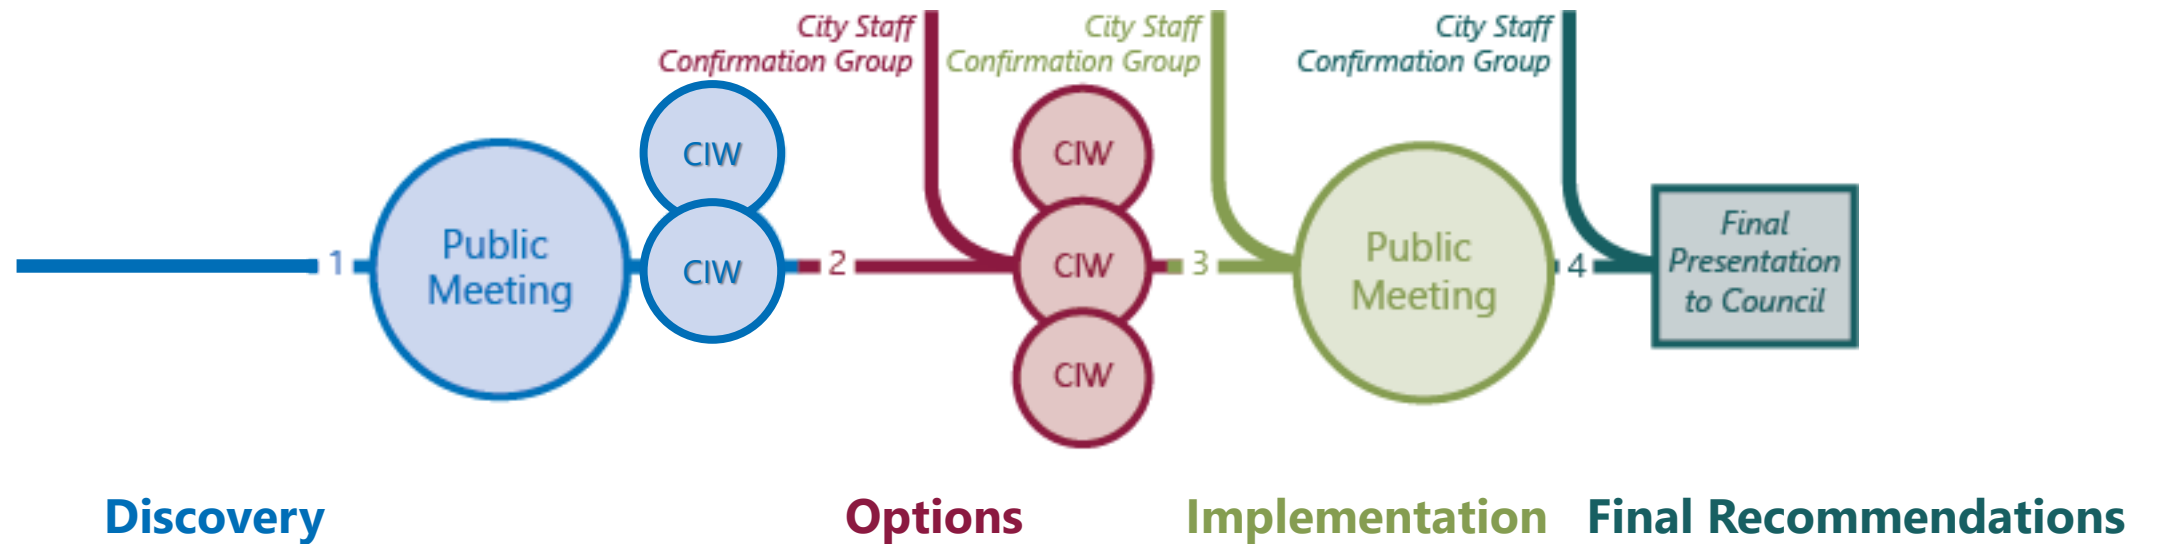 City Staff
Confirmation Group
City Staff
Confirmation Group
City Staff
Confirmation Group
1
Public
Meeting
CIW
CIW
2
CIW
CIW
CIW
3
Public
Meeting
4
Final
Presentation
to Council
Discovery
Options
Implementation
Final Recommendations